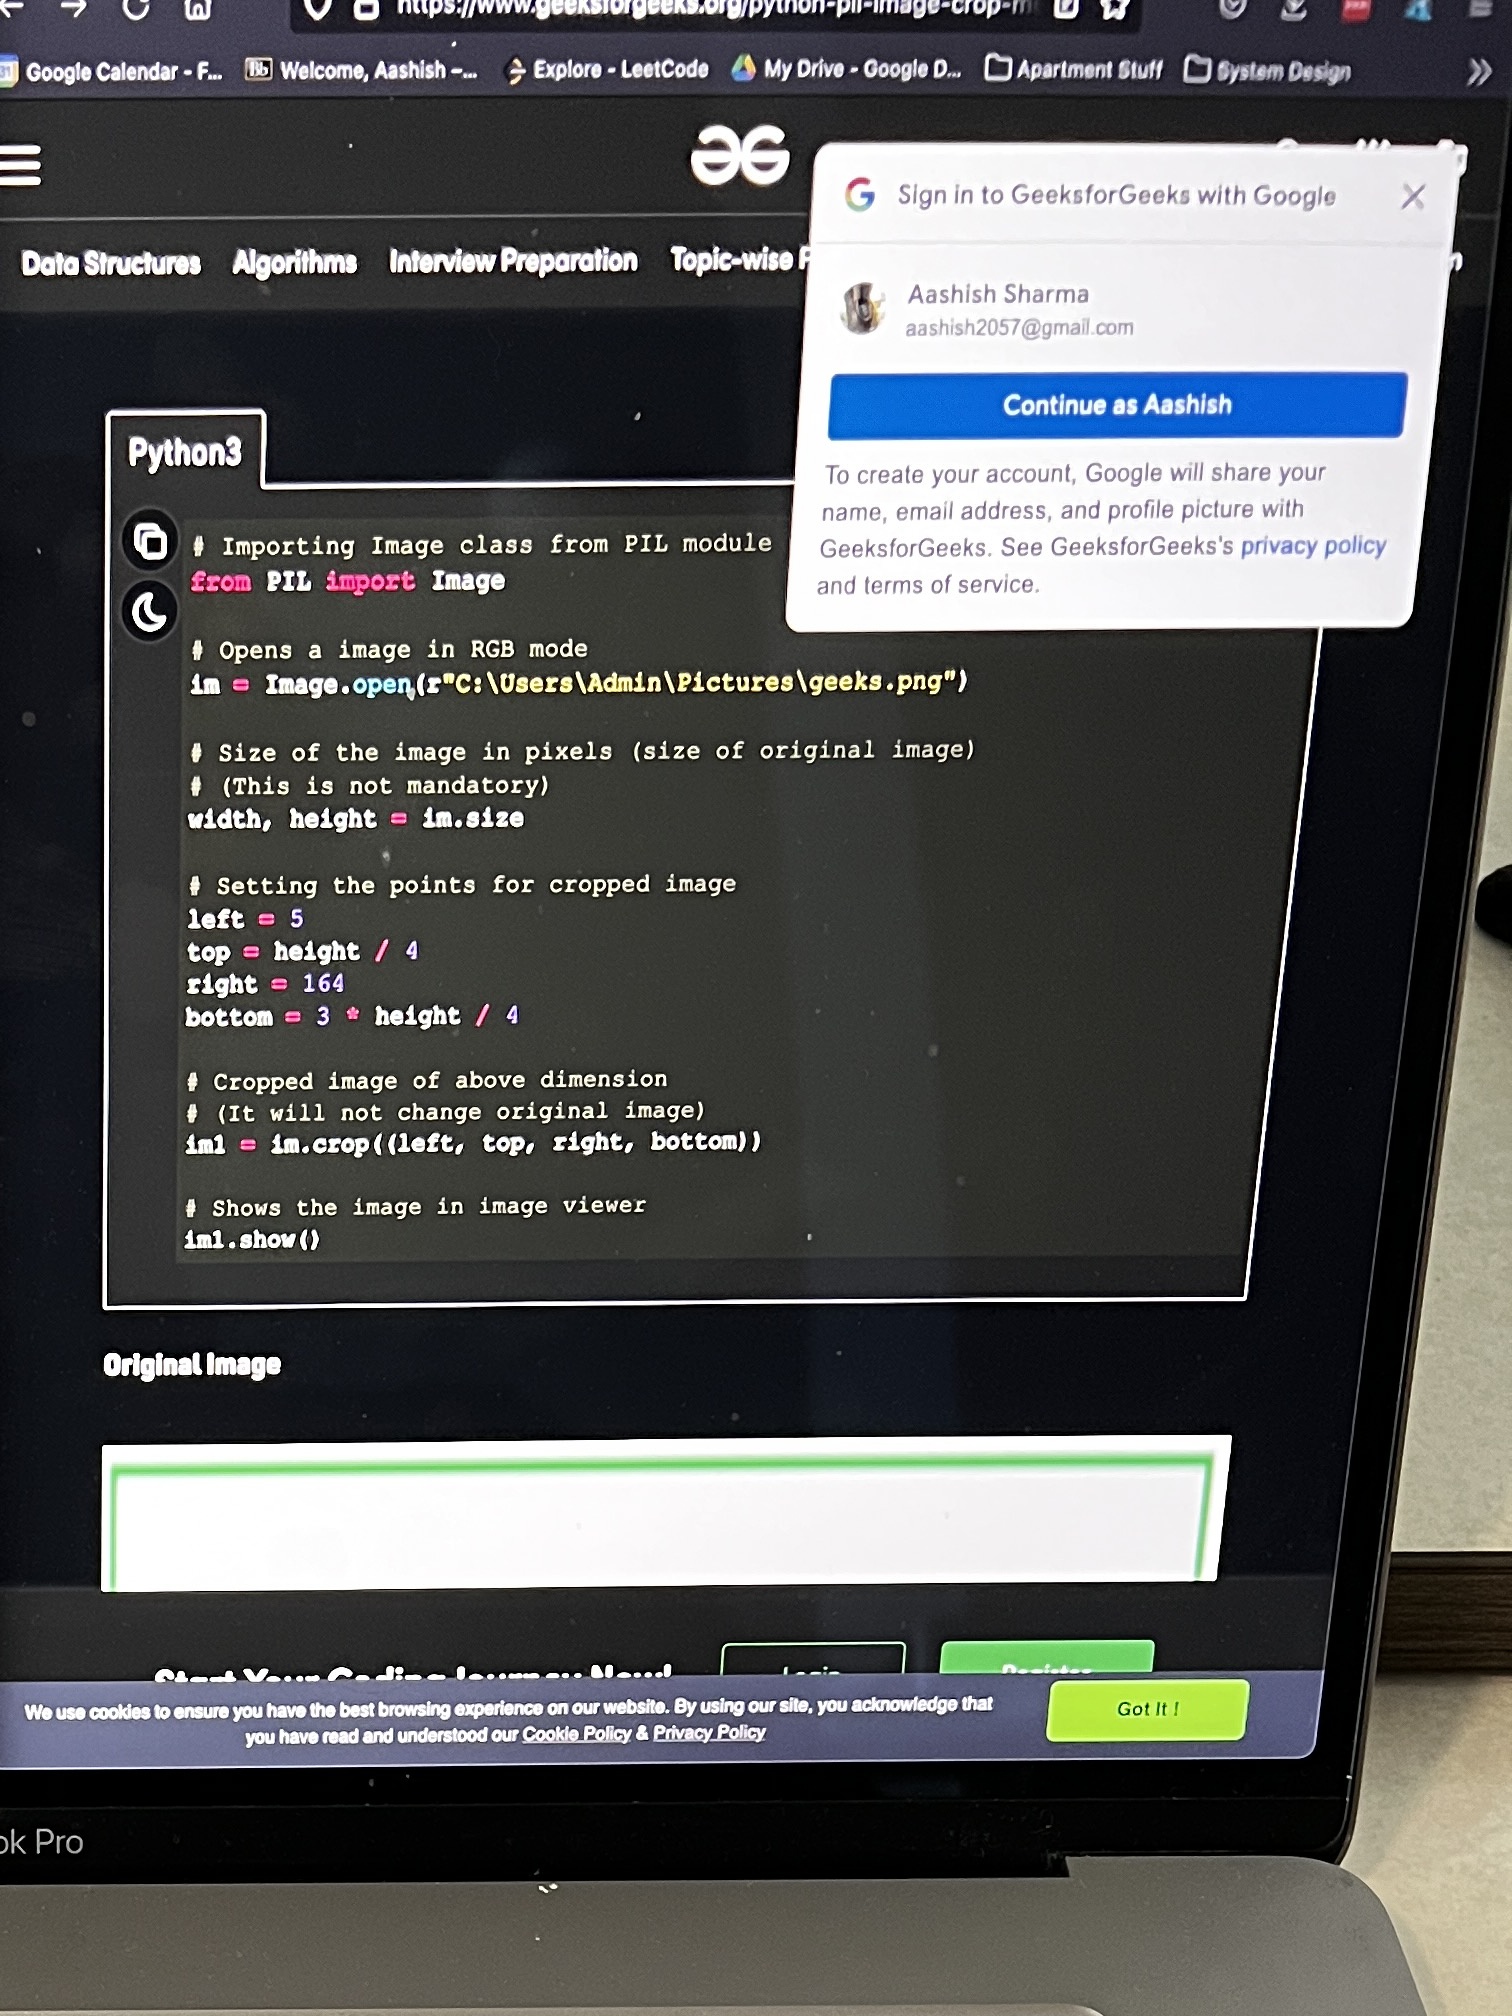 https://www.geeksforgeeks.org/python-pil-image-crop-m
31 Google Calendar - F... Bb Welcome, Aashish –... Explore - LeetCode My Drive - Google D... Apartment Stuff System Design
Sign in to GeeksforGeeks with Google
Data Structures Algorithms Interview Preparation Topic-wise P
Aashish Sharma
aashish2057@gmail.com
Continue as Aashish
To create your account, Google will share your
name, email address, and profile picture with
GeeksforGeeks. See GeeksforGeeks's privacy policy
and terms of service.
Python3
# Importing Image class from PIL module
from PIL import Image
# Opens a image in RGB mode
im = Image.open(r"C:\Users\Admin\Pictures\geeks.png")
# Size of the image in pixels (size of original image)
# (This is not mandatory)
width, height = im.size
# Setting the points for cropped image
left = 5
top = height / 4
right = 164
bottom = 3 * height / 4
# Cropped image of above dimension
# (It will not change original image)
im1 = im.crop((left, top, right, bottom))
# Shows the image in image viewer
im1.show()
Original Image
Start Your Coding Journey Now! Login Register
We use cookies to ensure you have the best browsing experience on our website. By using our site, you acknowledge that
you have read and understood our Cookie Policy & Privacy Policy
Got It !
ok Pro